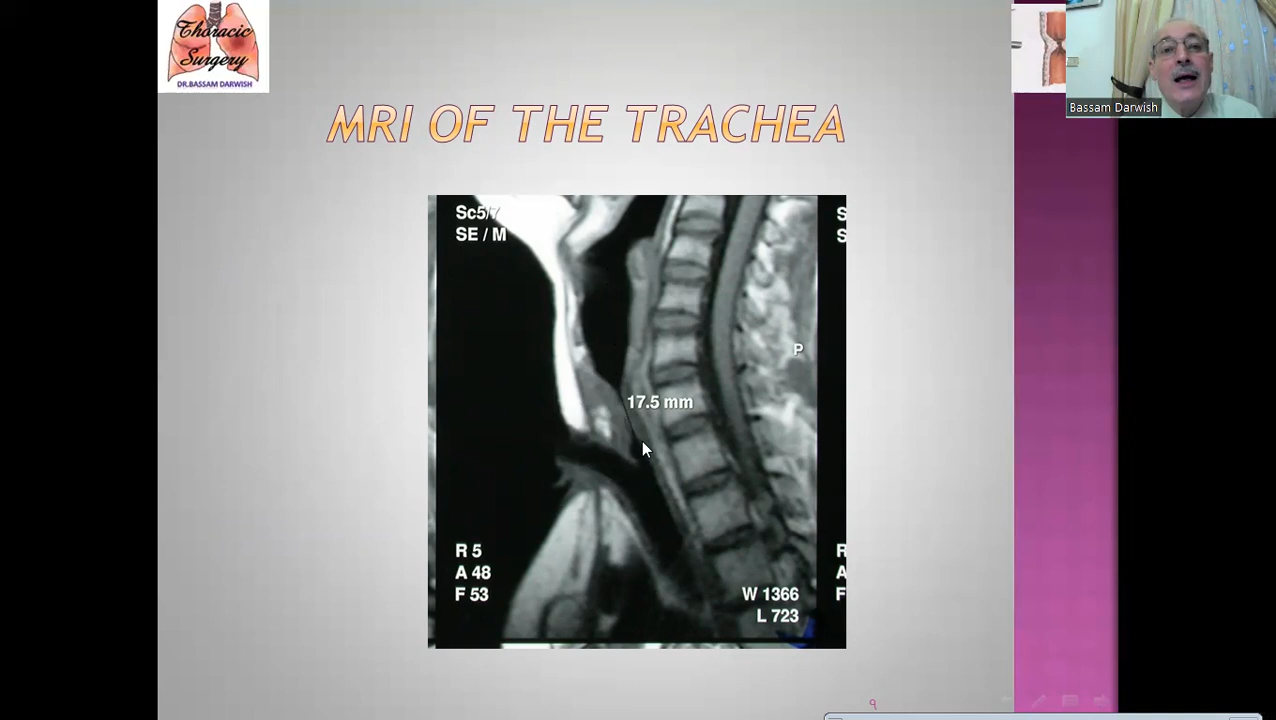 Thoracic
Surgery
DR.BASSAM DARWISH
Bassam Darwish
MRI OF THE TRACHEA
Sc5/7
SE / M
S
S
P
17.5 mm
R 5
A 48
F 53
W 1366
L 723
R
A
F
٩